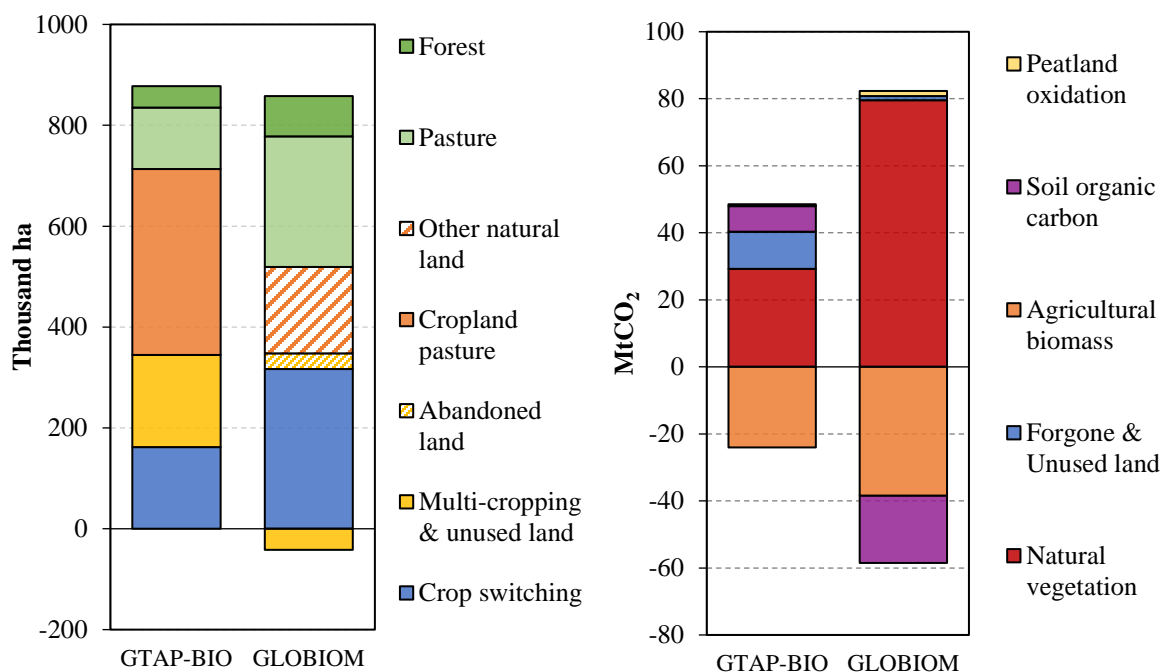 1000
800
600
400
200
0
-200
Thousand ha
GTAP-BIO
GLOBIOM
Forest
Pasture
Other natural
land
Cropland
pasture
Abandoned
land
Multi-cropping
& unused land
Crop switching
100
80
60
40
20
0
-20
-40
-60
-80
MtCO₂
GTAP-BIO
GLOBIOM
Peatland
oxidation
Soil organic
carbon
Agricultural
biomass
Forgone &
Unused land
Natural
vegetation